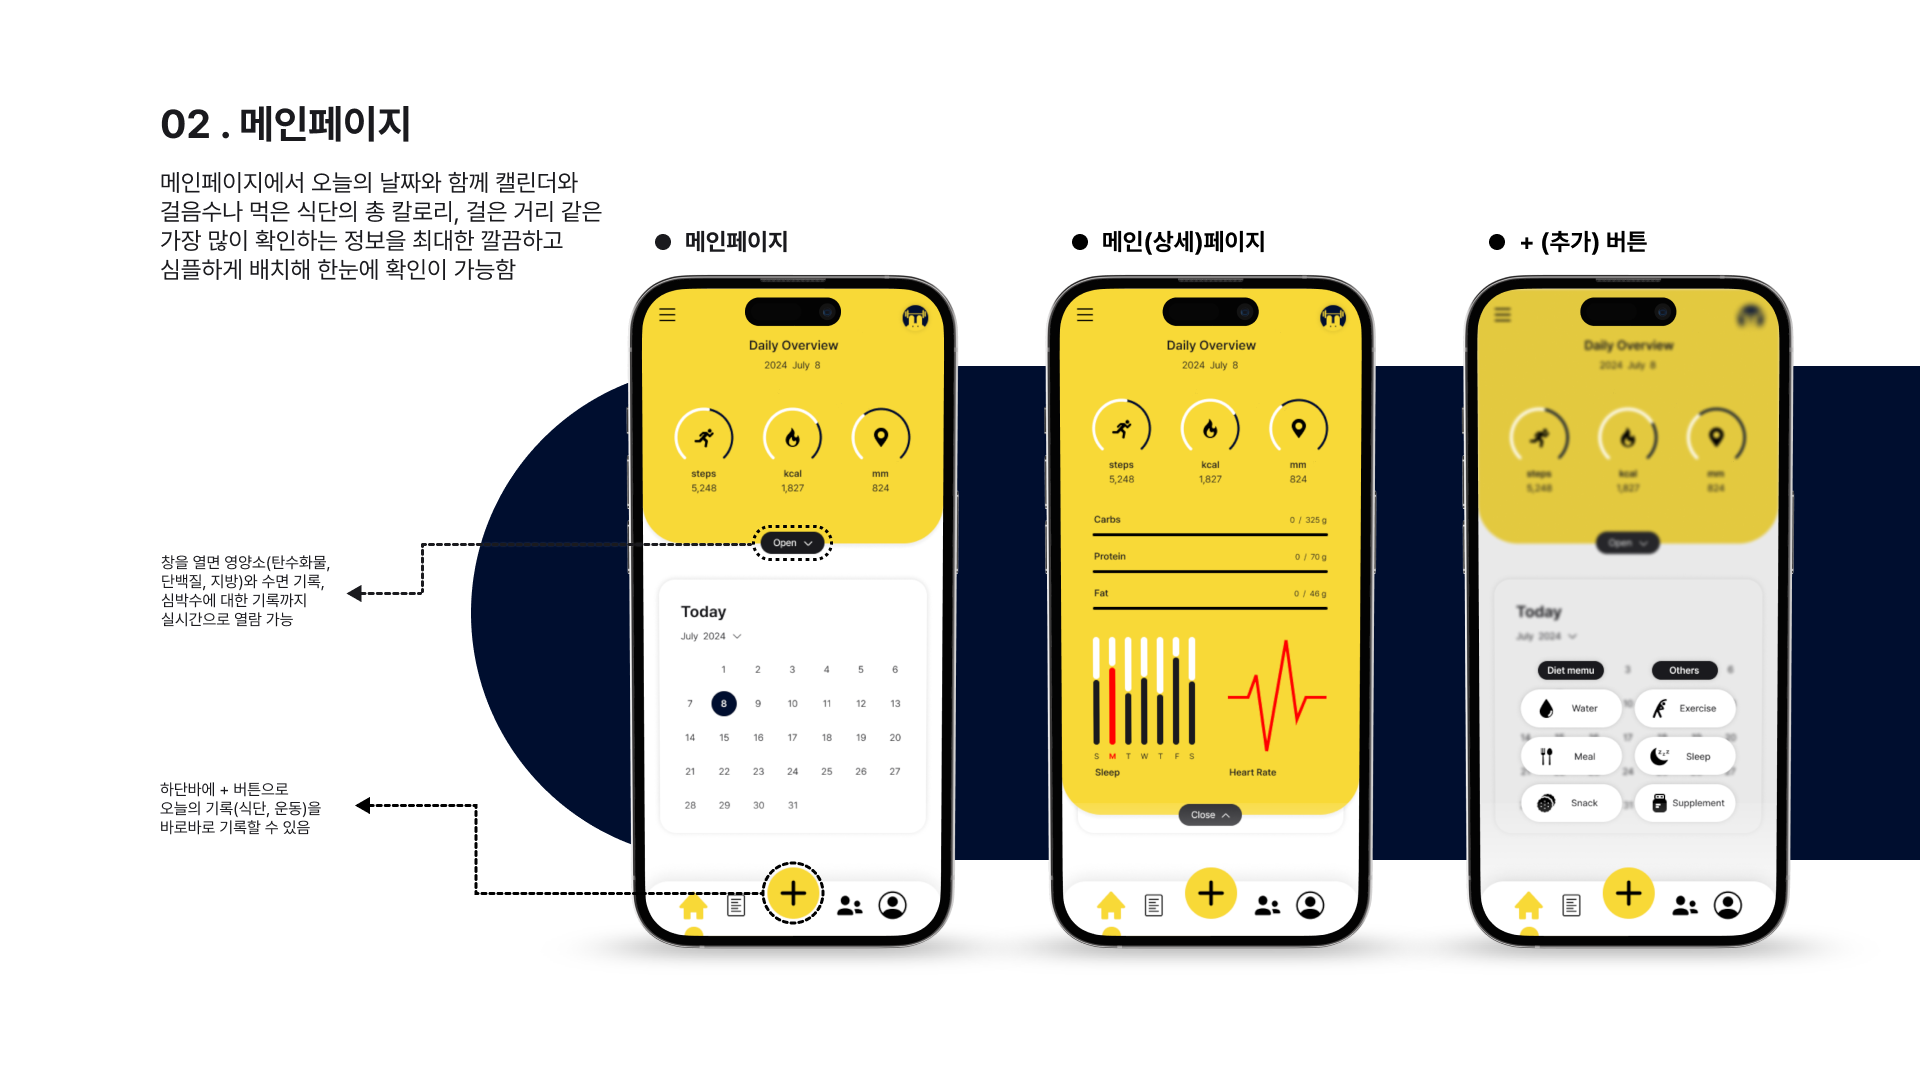 02 . 메인페이지
메인페이지에서 오늘의 날짜와 함께 캘린더와
걸음수나 먹은 식단의 총 칼로리, 걸은 거리 같은
가장 많이 확인하는 정보을 최대한 깔끔하고
심플하게 배치해 한눈에 확인이 가능함
창을 열면 영양소(탄수화물,
단백질, 지방)와 수면 기록,
심박수에 대한 기록까지
실시간으로 열람 가능
하단바에 + 버튼으로
오늘의 기록(식단, 운동)을
바로바로 기록할 수 있음
메인페이지
Daily Overview
2024 July 8
steps kcal mm
5,248 1,827 824
Open
Today
July 2024
1 2 3 4 5 6
7 8 9 10 11 12 13
14 15 16 17 18 19 20
21 22 23 24 25 26 27
28 29 30 31
메인(상세)페이지
Daily Overview
2024 July 8
steps kcal mm
5,248 1,827 824
Carbs 0 / 325 g
Protein 0 / 70 g
Fat 0 / 46 g
S M T W T F S
Sleep Heart Rate
Close
+ (추가) 버튼
Daily Overview
2024 July 8
steps kcal mm
5,248 1,827 824
Open
Today
July 2024
Diet memu 3 Others 6
Water Exercise
Meal Sleep
Snack Supplement